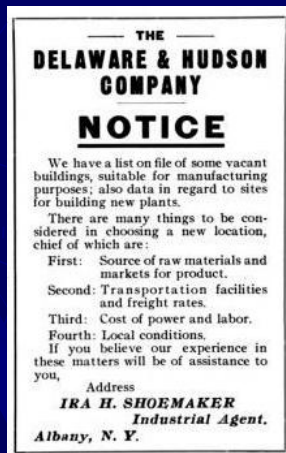 THE
DELAWARE & HUDSON
COMPANY
NOTICE
We have a list on file of some vacant
buildings, suitable for manufacturing
purposes; also data in regard to sites
for building new plants.
There are many things to be con-
sidered in choosing a new location,
chief of which are:
First: Source of raw materials and
markets for product.
Second: Transportation facilities
and freight rates.
Third: Cost of power and labor.
Fourth: Local conditions.
If you believe our experience in
these matters will be of assistance to
you,
Address
IRA H. SHOEMAKER
Industrial Agent.
Albany, N. Y.